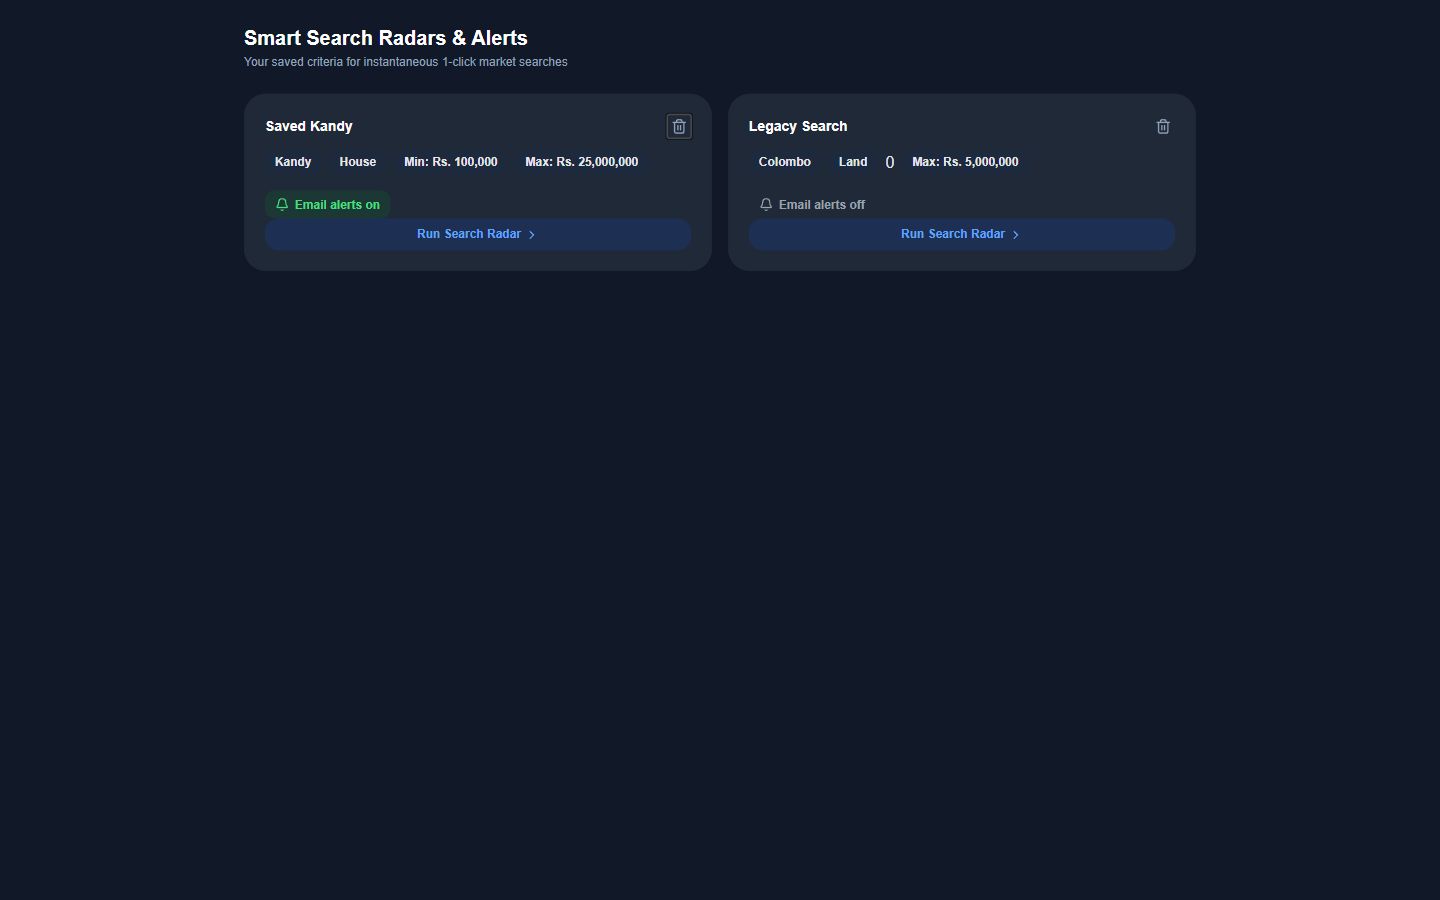 Smart Search Radars & Alerts
Your saved criteria for instantaneous 1-click market searches
Saved Kandy
Kandy House Min: Rs. 100,000 Max: Rs. 25,000,000
Email alerts on
Run Search Radar
Legacy Search
Colombo Land 0 Max: Rs. 5,000,000
Email alerts off
Run Search Radar